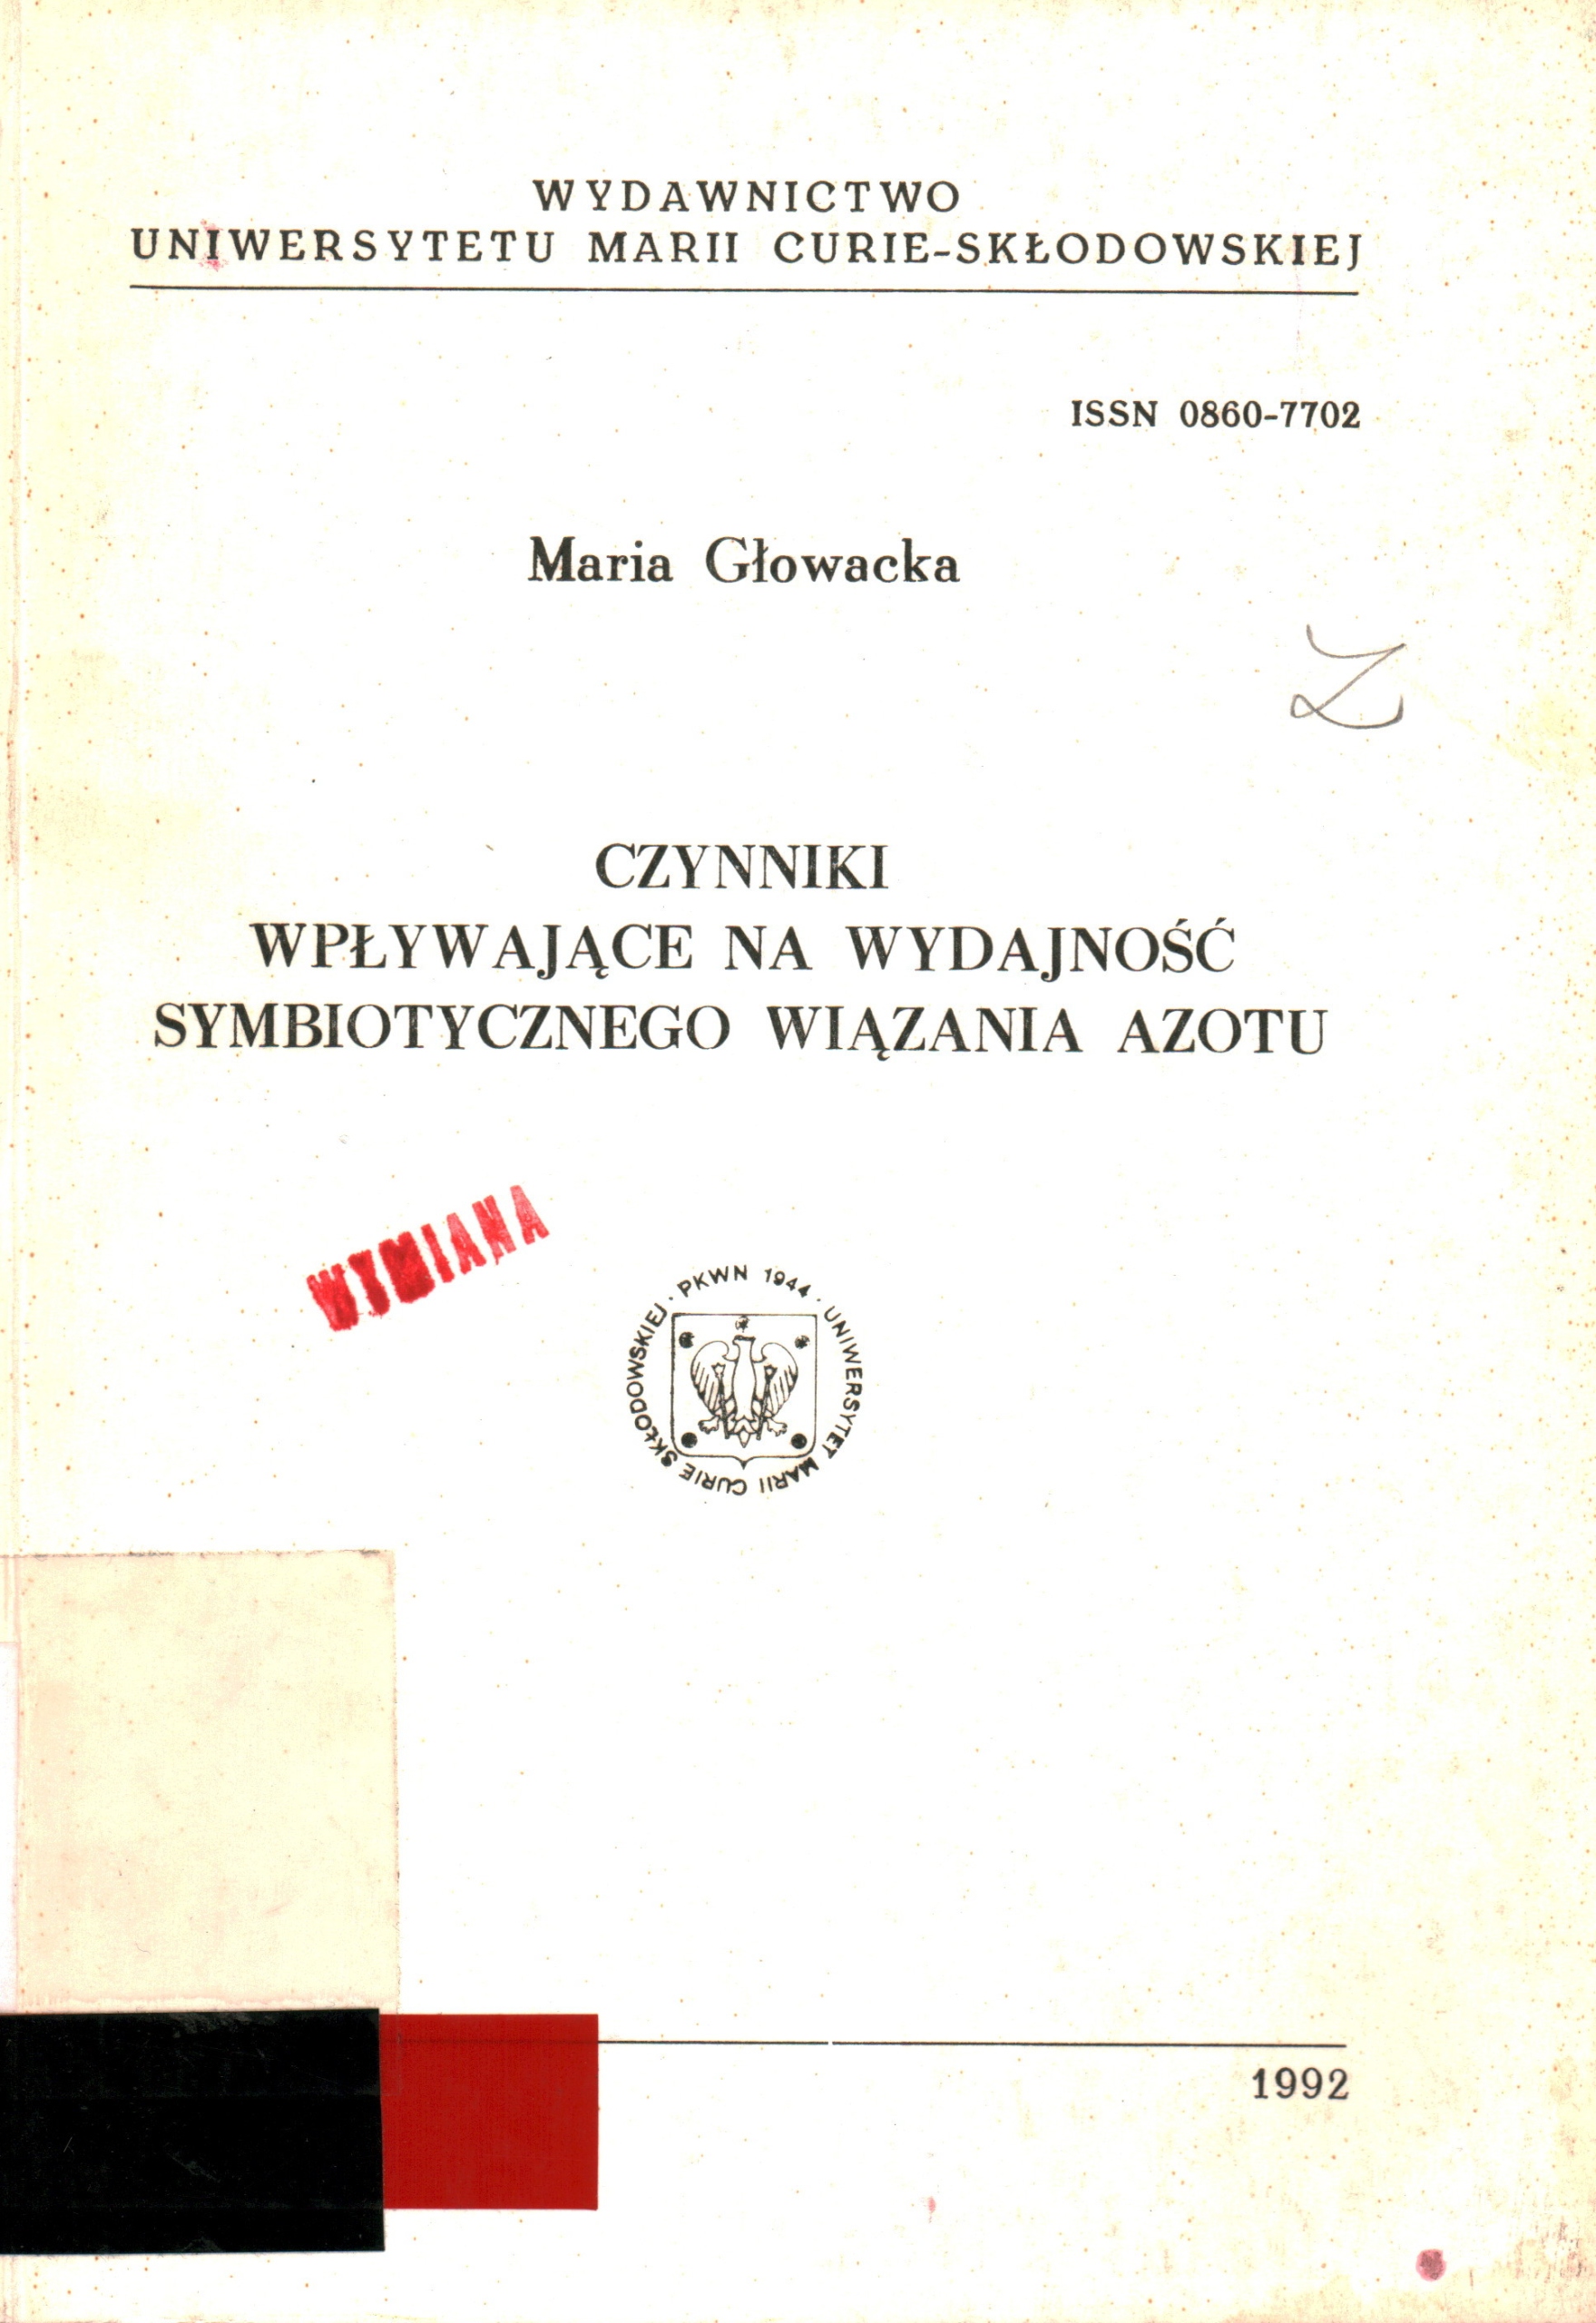 WYDAWNICTWO
UNIWERSYTETU MARII CURIE-SKŁODOWSKIEJ
ISSN 0860-7702
Maria Głowacka
Z
CZYNNIKI
WPŁYWAJĄCE NA WYDAJNOŚĆ
SYMBIOTYCZNEGO WIĄZANIA AZOTU
WYMIANA
· PKWN 1944 · UNIWERSYTET MARII CURIE SKŁODOWSKIEJ
1992